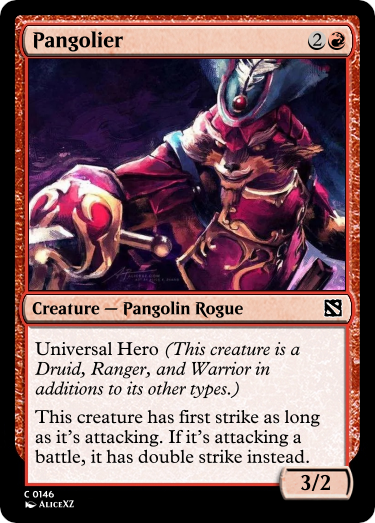 Pangolier 2
Creature — Pangolin Rogue
Universal Hero (This creature is a
Druid, Ranger, and Warrior in
additions to its other types.)
This creature has first strike as long
as it's attacking. If it's attacking a
battle, it has double strike instead.
3/2
C 0146
AliceXZ